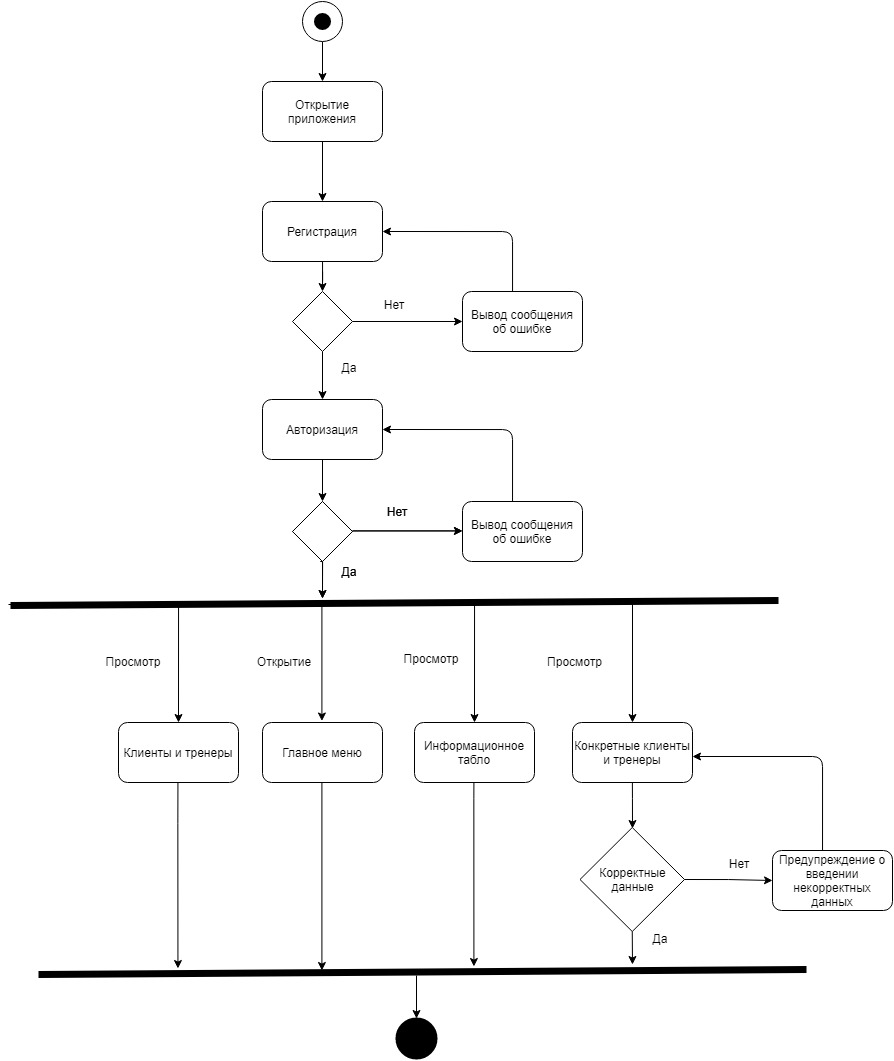 Открытие
приложения
Регистрация
Нет
Вывод сообщения
об ошибке
Да
Авторизация
Нет
Вывод сообщения
об ошибке
Да
Просмотр
Открытие
Просмотр
Просмотр
Клиенты и тренеры
Главное меню
Информационное
табло
Конкретные клиенты
и тренеры
Корректные
данные
Нет
Предупреждение о
введении
некорректных
данных
Да